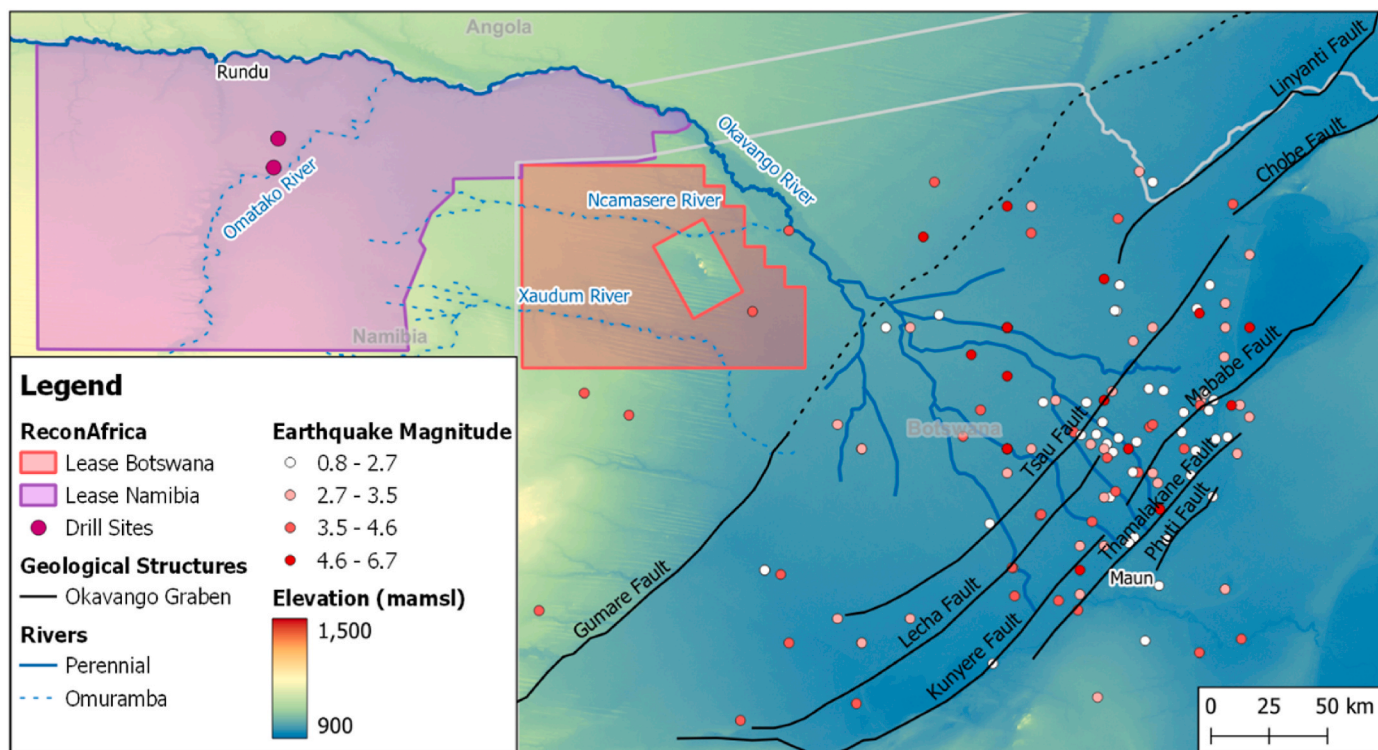 Angola
Rundu
Linyanti Fault
Chobe Fault
Okavango River
Omatako River
Ncamasere River
Xaudum River
Namibia
Mababe Fault
Botswana
Tsau Fault
Thamalakane Fault
Phuti Fault
Maun
Gumare Fault
Lecha Fault
Kunyere Fault
Legend
ReconAfrica
Lease Botswana
Lease Namibia
Drill Sites
Geological Structures
Okavango Graben
Rivers
Perennial
Omuramba
Earthquake Magnitude
0.8 - 2.7
2.7 - 3.5
3.5 - 4.6
4.6 - 6.7
Elevation (mamsl)
1,500
900
0 25 50 km